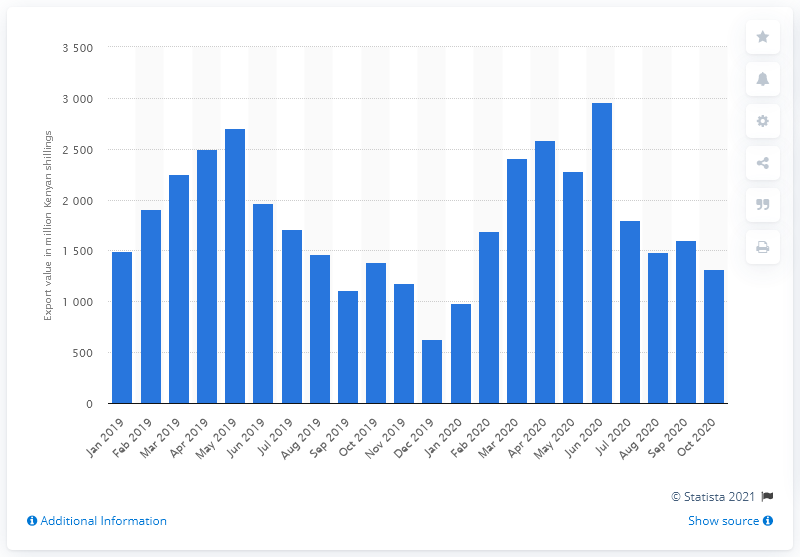 3 500
3 000
2 500
2 000
1 500
1 000
500
0
Export value in million Kenyan shillings
Jan 2019
Feb 2019
Mar 2019
Apr 2019
May 2019
Jun 2019
Jul 2019
Aug 2019
Sep 2019
Oct 2019
Nov 2019
Dec 2019
Jan 2020
Feb 2020
Mar 2020
Apr 2020
May 2020
Jun 2020
Jul 2020
Aug 2020
Sep 2020
Oct 2020
© Statista 2021
Additional Information
Show source